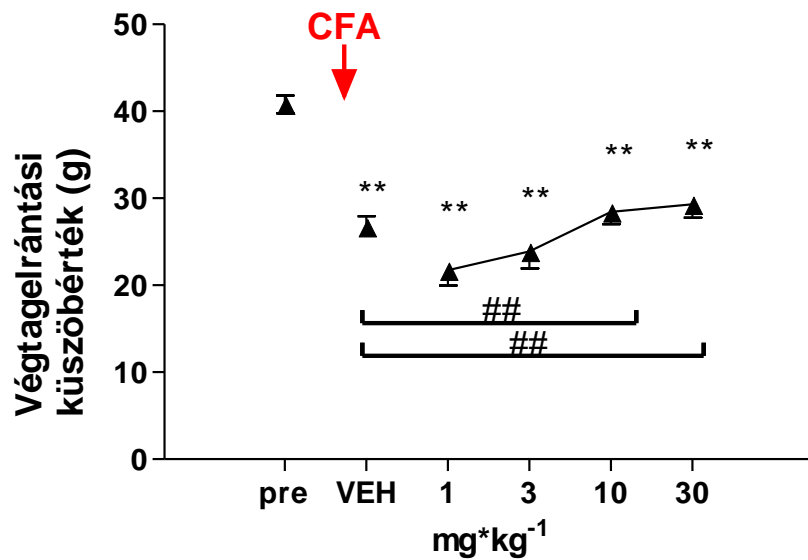 50
CFA
40
**
**
**
**
**
30
20
##
##
10
0
Végtagelrántási
küszöbérték (g)
pre VEH 1 3 10 30
mg*kg-1